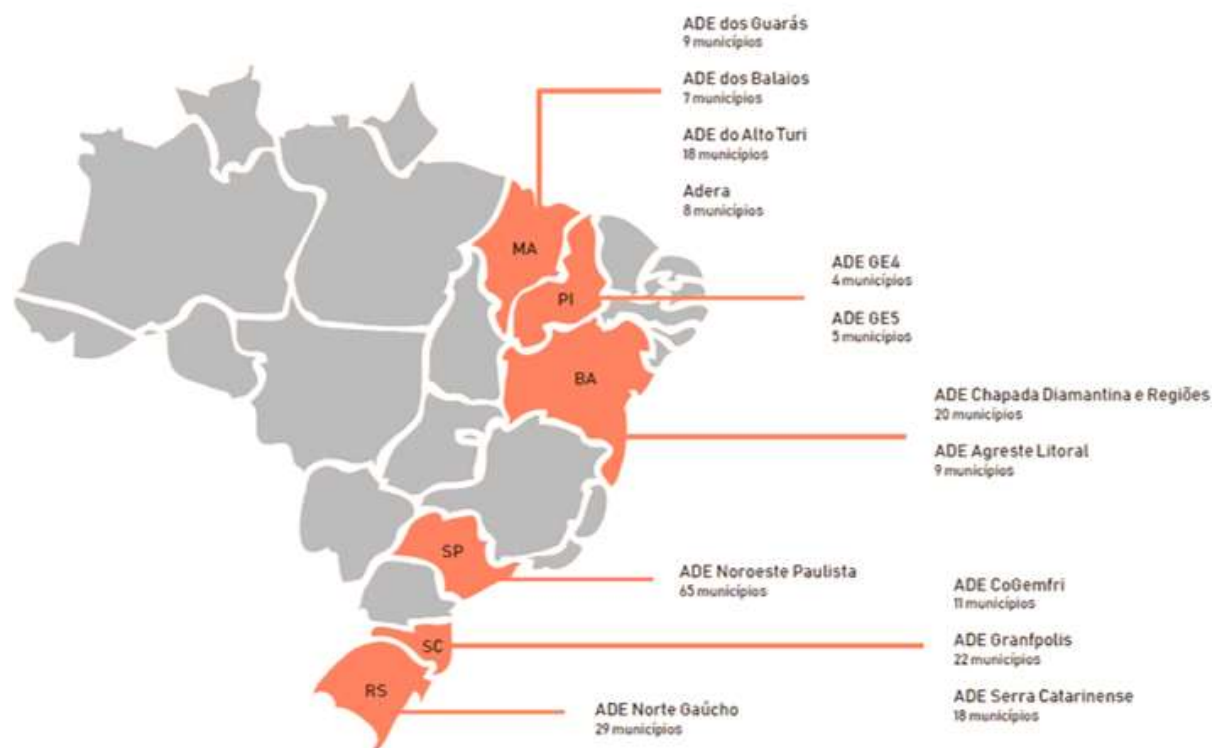 ADE dos Guarás
9 municípios
ADE dos Balaios
7 municípios
ADE do Alto Turi
18 municípios
Adera
8 municípios
MA
PI
ADE GE4
4 municípios
ADE GE5
5 municípios
BA
ADE Chapada Diamantina e Regiões
20 municípios
ADE Agreste Litoral
9 municípios
SP
ADE Noroeste Paulista
65 municípios
ADE CoGemfri
11 municípios
SC
ADE Granfpolis
22 municípios
ADE Serra Catarinense
18 municípios
RS
ADE Norte Gaúcho
29 municípios